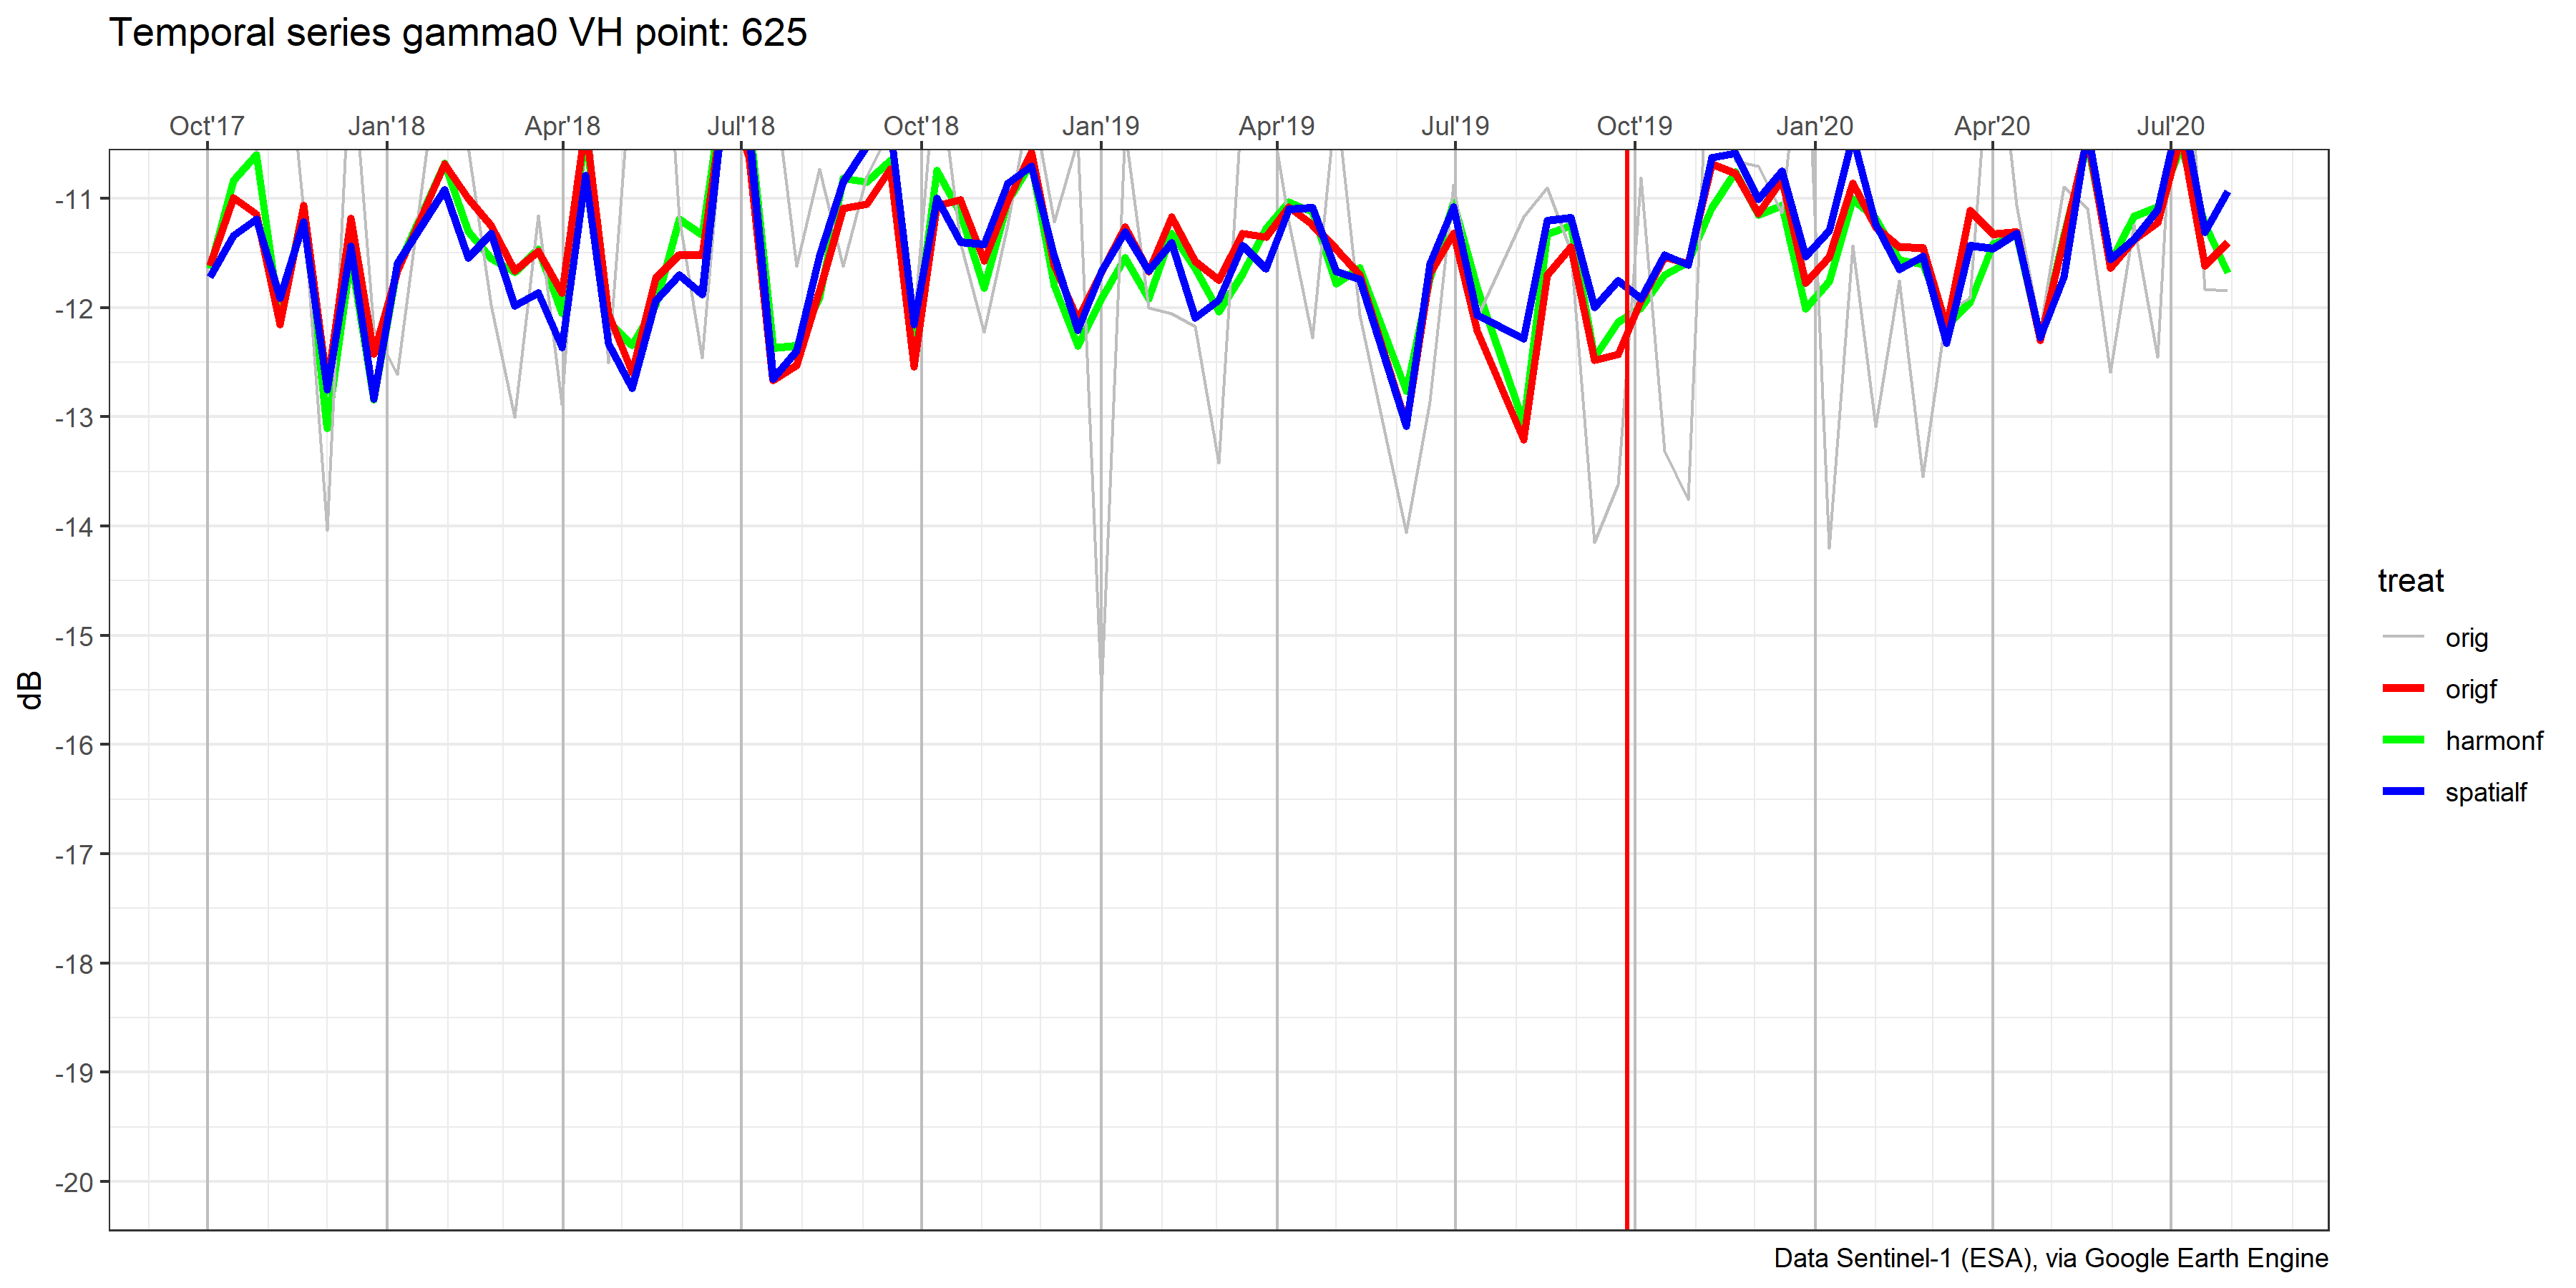 Temporal series gamma0 VH point: 625
Oct'17 Jan'18 Apr'18 Jul'18 Oct'18 Jan'19 Apr'19 Jul'19 Oct'19 Jan'20 Apr'20 Jul'20
-11
-12
-13
-14
-15
-16
-17
-18
-19
-20
dB
treat
orig
origf
harmonf
spatialf
Data Sentinel-1 (ESA), via Google Earth Engine